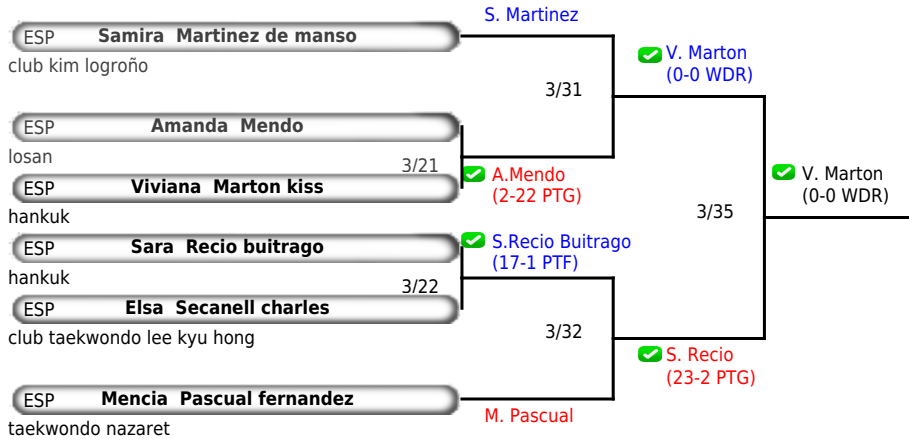 S. Martinez
ESP Samira Martinez de manso
club kim logroño
V. Marton
(0-0 WDR)
3/31
ESP Amanda Mendo
losan
3/21
A.Mendo
(2-22 PTG)
ESP Viviana Marton kiss
hankuk
V. Marton
(0-0 WDR)
3/35
ESP Sara Recio buitrago
hankuk
S.Recio Buitrago
(17-1 PTF)
3/22
ESP Elsa Secanell charles
club taekwondo lee kyu hong
3/32
S. Recio
(23-2 PTG)
ESP Mencia Pascual fernandez
taekwondo nazaret
M. Pascual